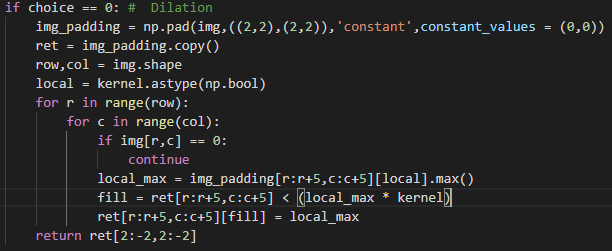 if choice == 0: #  Dilation
    img_padding = np.pad(img,((2,2),(2,2)),'constant',constant_values = (0,0))
    ret = img_padding.copy()
    row,col = img.shape
    local = kernel.astype(np.bool)
    for r in range(row):
        for c in range(col):
            if img[r,c] == 0:
                continue
            local_max = img_padding[r:r+5,c:c+5][local].max()
            fill = ret[r:r+5,c:c+5] < (local_max * kernel)
            ret[r:r+5,c:c+5][fill] = local_max
    return ret[2:-2,2:-2]